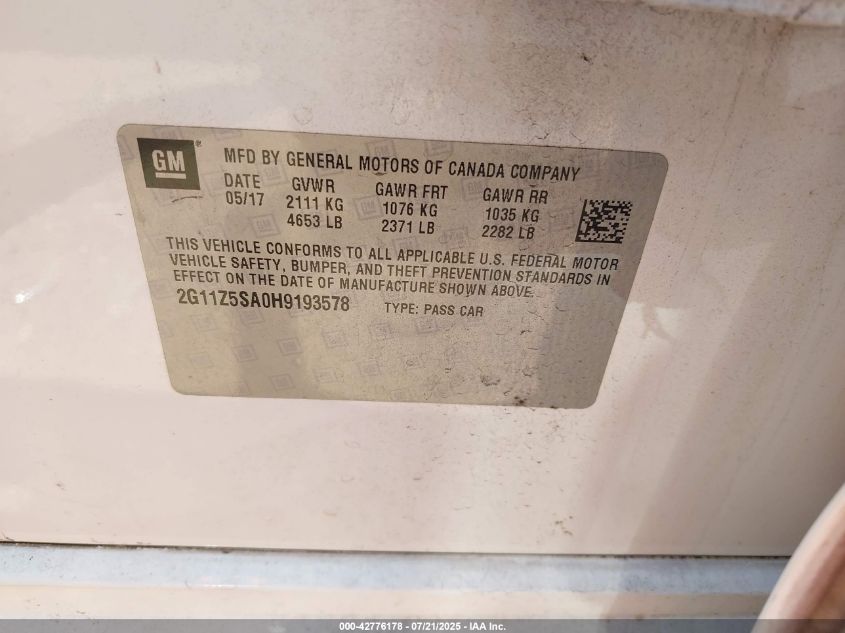 GM
MFD BY GENERAL MOTORS OF CANADA COMPANY
DATE GVWR GAWR FRT GAWR RR
05/17 2111 KG 1076 KG 1035 KG
4653 LB 2371 LB 2282 LB
THIS VEHICLE CONFORMS TO ALL APPLICABLE U.S. FEDERAL MOTOR
VEHICLE SAFETY, BUMPER, AND THEFT PREVENTION STANDARDS IN
EFFECT ON THE DATE OF MANUFACTURE SHOWN ABOVE.
2G11Z5SA0H9193578 TYPE: PASS CAR
000-42776178 - 07/21/2025 - IAA Inc.